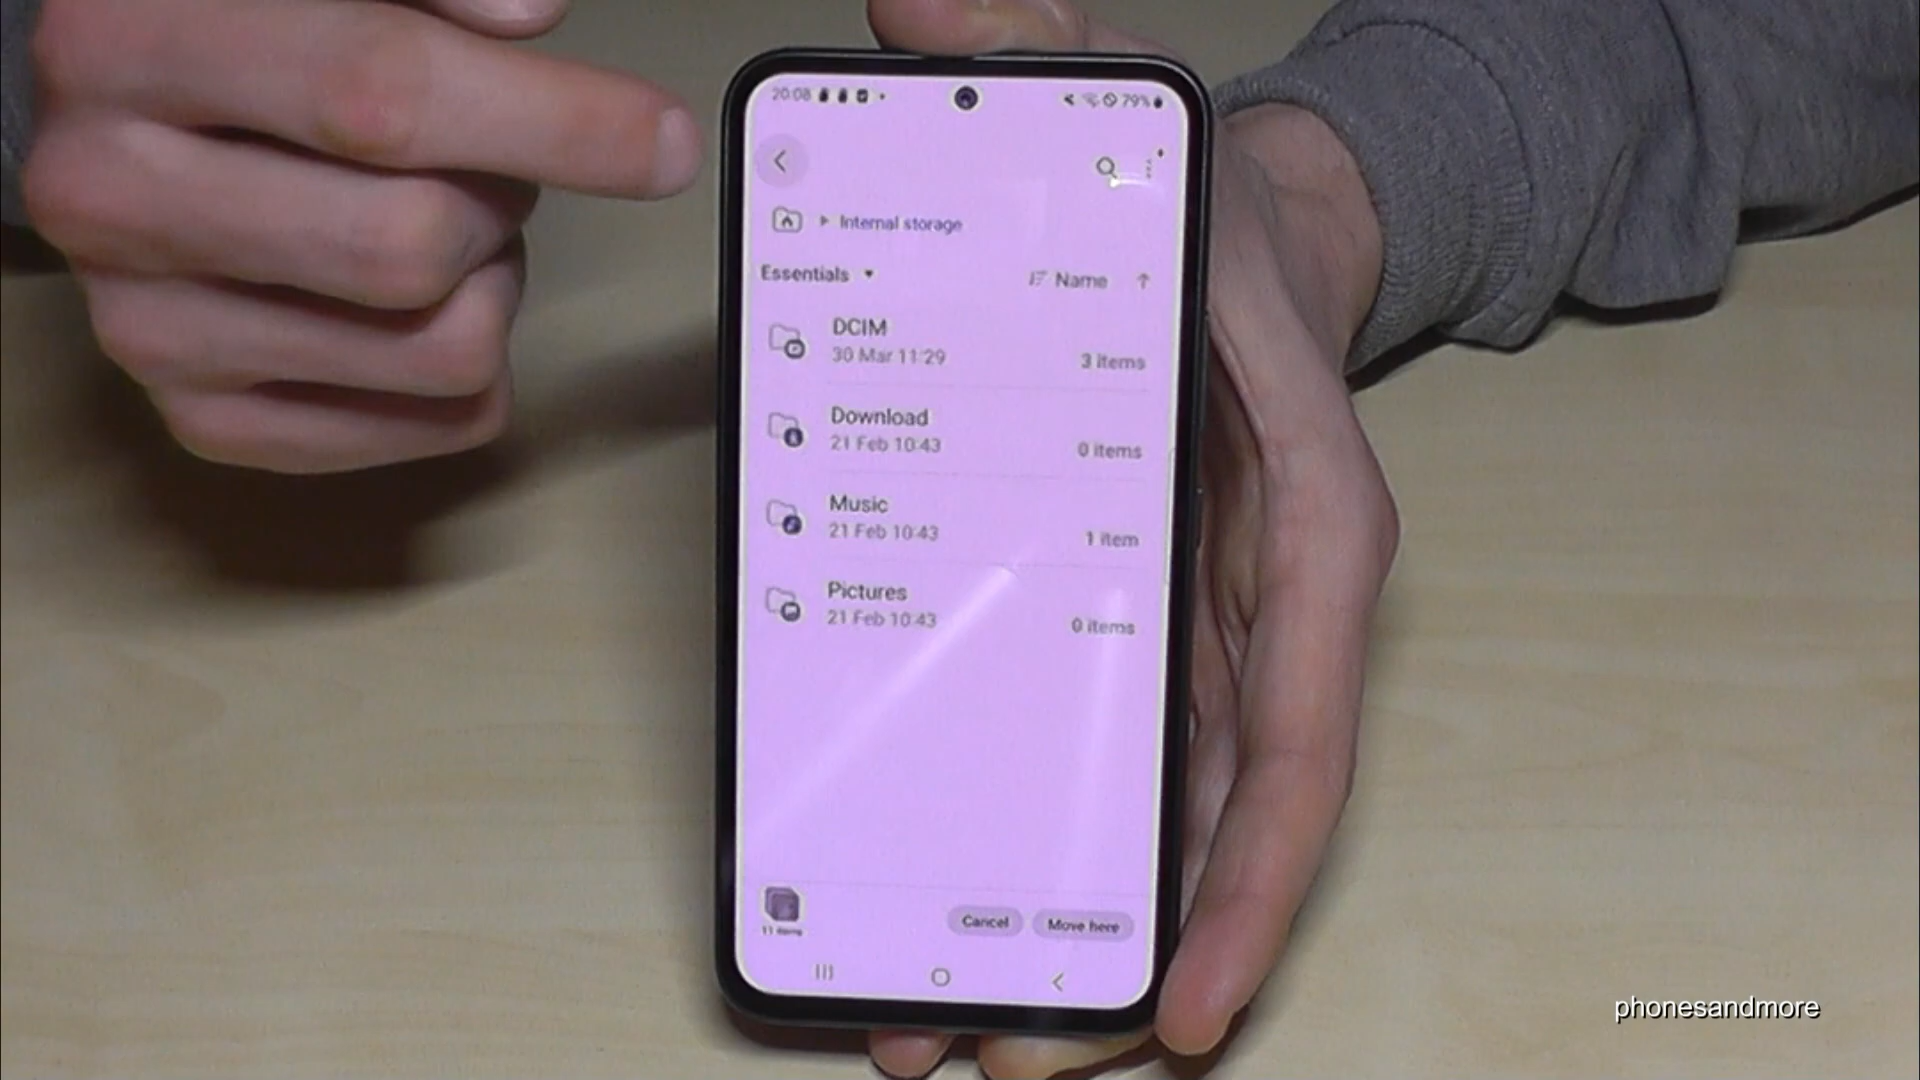 20:08
79%
Internal storage
Essentials
Name
DCIM
30 Mar 11:29
3 items
Download
21 Feb 10:43
0 items
Music
21 Feb 10:43
1 item
Pictures
21 Feb 10:43
0 items
11 items
Cancel
Move here
phonesandmore